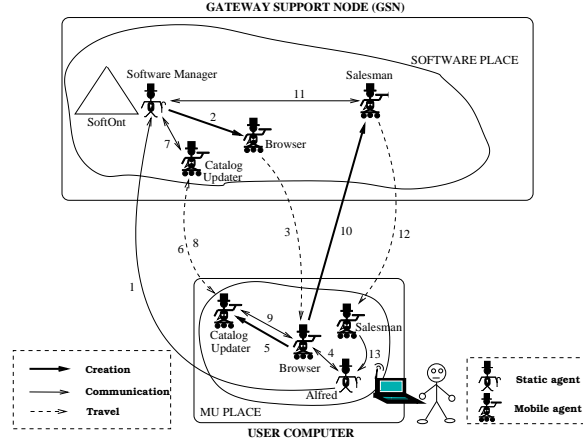 GATEWAY SUPPORT NODE (GSN)
SOFTWARE PLACE
Software Manager
Salesman
SoftOnt
11
2
7
Browser
Catalog
Updater
6
8
3
10
12
1
9
Catalog
Updater
5
Salesman
Browser
4
13
Alfred
MU PLACE
USER COMPUTER
Creation
Communication
Travel
Static agent
Mobile agent